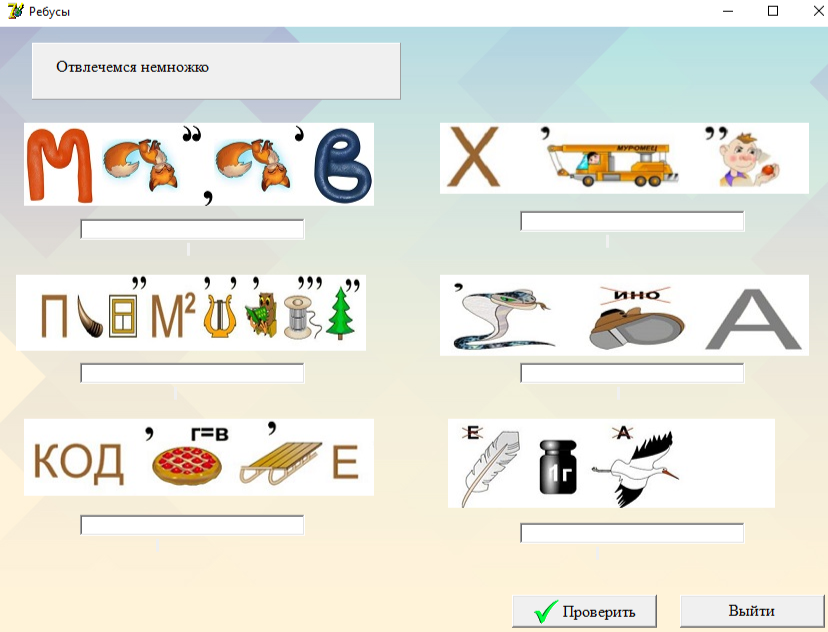 Ребусы
Отвлечемся немножко
М ,, , , В
Х , МУРОМЕЦ ,,
П ,, М² , , , ,,, ,,
, ИНО А
КОД , г=в , Е
Е 1г А
Проверить
Выйти